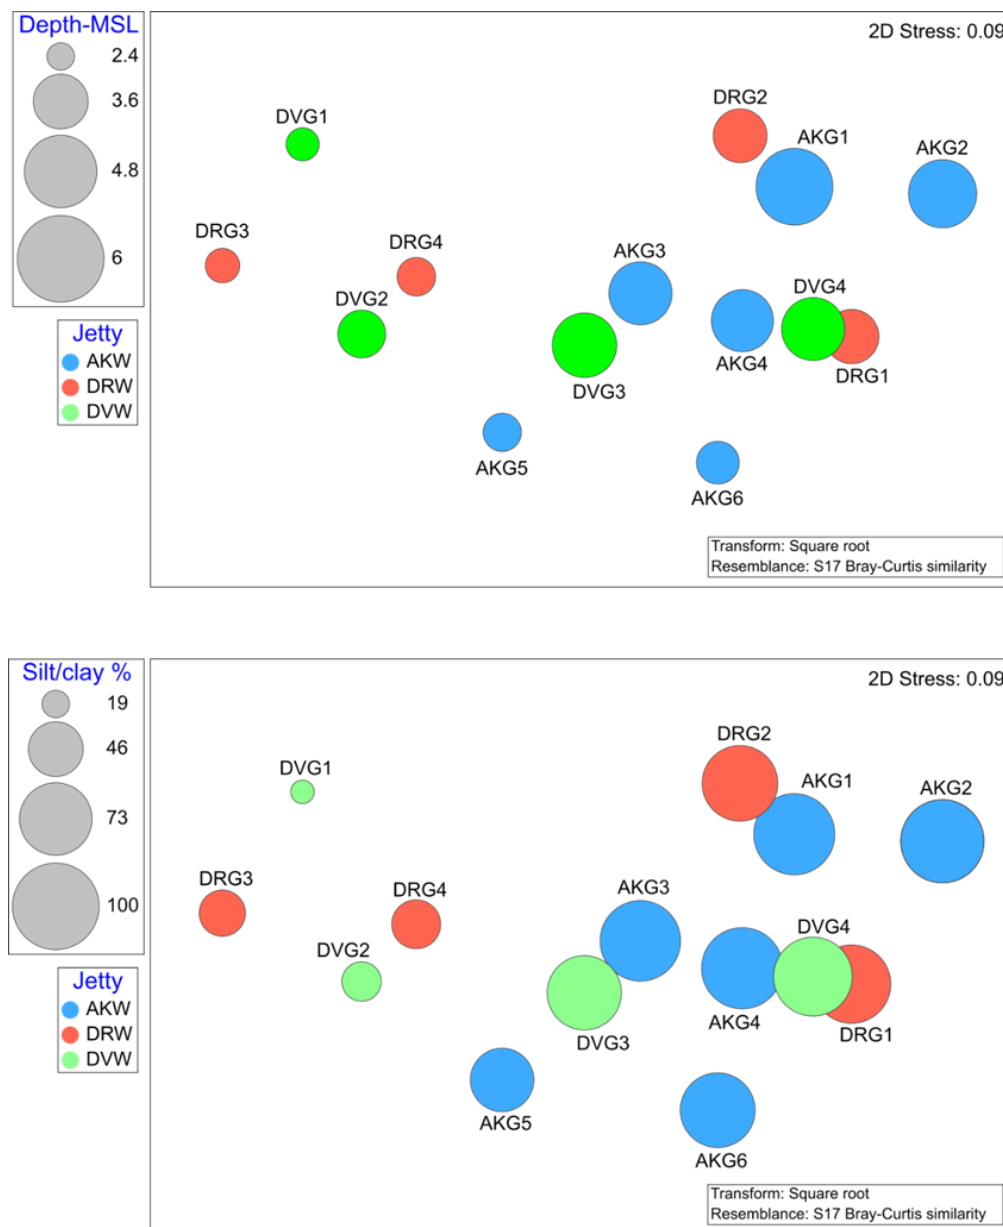 Depth-MSL
2.4
3.6
4.8
6
Jetty
AKW
DRW
DVW
2D Stress: 0.09
DRG2
DVG1
AKG1
AKG2
DRG3
DRG4
AKG3
DVG2
DVG4
AKG4
DVG3
DRG1
AKG5
AKG6
Transform: Square root
Resemblance: S17 Bray-Curtis similarity
Silt/clay %
19
46
73
100
Jetty
AKW
DRW
DVW
2D Stress: 0.09
DRG2
DVG1
AKG1
AKG2
DRG3
DRG4
AKG3
DVG2
DVG4
AKG4
DVG3
DRG1
AKG5
AKG6
Transform: Square root
Resemblance: S17 Bray-Curtis similarity